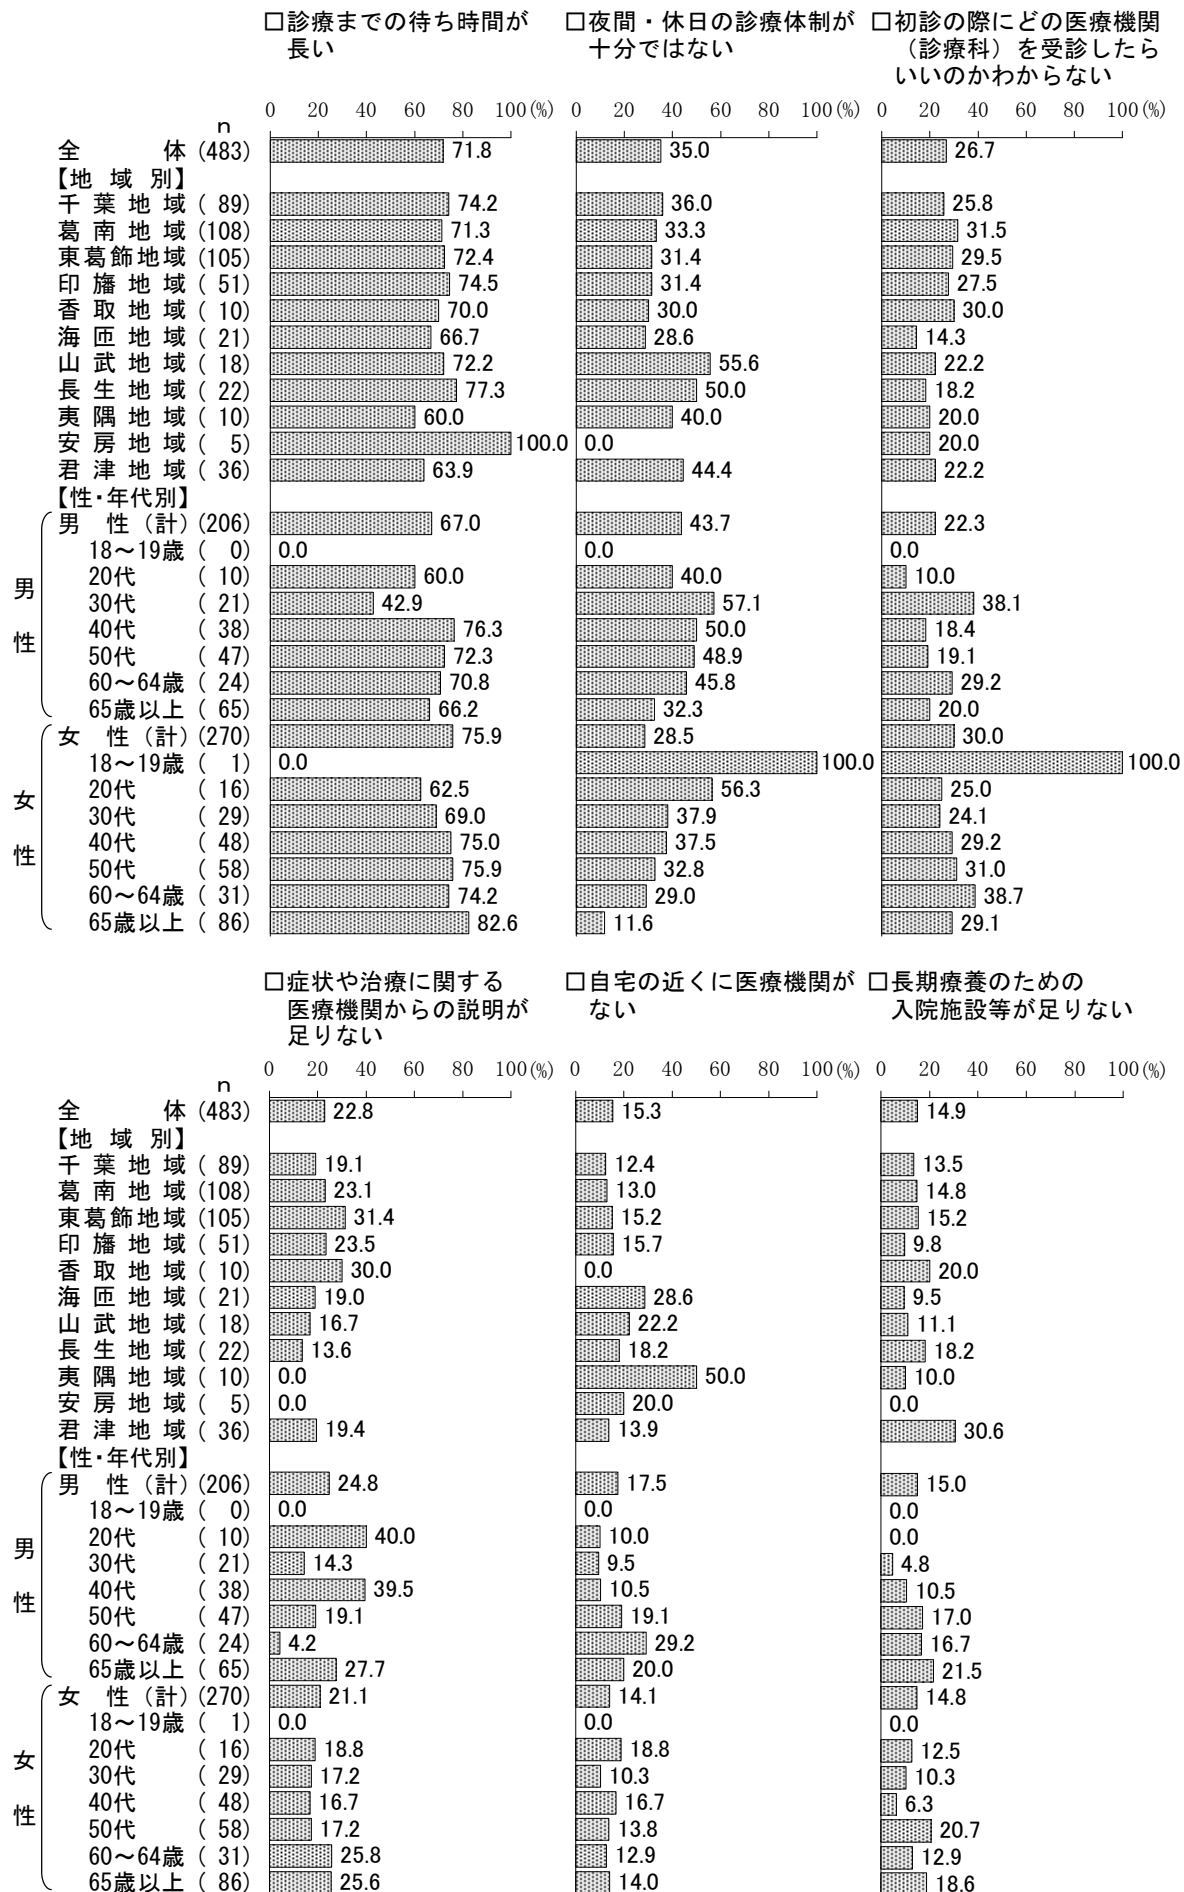 □診療までの待ち時間が □夜間・休日の診療体制が □初診の際にどの医療機関
長い 十分ではない （診療科）を受診したら
いいのかわからない
0 20 40 60 80 100(%) 0 20 40 60 80 100(%) 0 20 40 60 80 100(%)
n
全 体 (483) 71.8 35.0 26.7
【地 域 別】
千 葉 地 域 ( 89) 74.2 36.0 25.8
葛 南 地 域 (108) 71.3 33.3 31.5
東葛飾地域 (105) 72.4 31.4 29.5
印 旛 地 域 ( 51) 74.5 31.4 27.5
香 取 地 域 ( 10) 70.0 30.0 30.0
海 匝 地 域 ( 21) 66.7 28.6 14.3
山 武 地 域 ( 18) 72.2 55.6 22.2
長 生 地 域 ( 22) 77.3 50.0 18.2
夷 隅 地 域 ( 10) 60.0 40.0 20.0
安 房 地 域 ( 5) 100.0 0.0 20.0
君 津 地 域 ( 36) 63.9 44.4 22.2
【性・年代別】
男 性（計）(206) 67.0 43.7 22.3
18～19歳 ( 0) 0.0 0.0 0.0
20代 ( 10) 60.0 40.0 10.0
男
30代 ( 21) 42.9 57.1 38.1
40代 ( 38) 76.3 50.0 18.4
性
50代 ( 47) 72.3 48.9 19.1
60～64歳 ( 24) 70.8 45.8 29.2
65歳以上 ( 65) 66.2 32.3 20.0
女 性（計）(270) 75.9 28.5 30.0
18～19歳 ( 1) 0.0 100.0 100.0
20代 ( 16) 62.5 56.3 25.0
女
30代 ( 29) 69.0 37.9 24.1
40代 ( 48) 75.0 37.5 29.2
性
50代 ( 58) 75.9 32.8 31.0
60～64歳 ( 31) 74.2 29.0 38.7
65歳以上 ( 86) 82.6 11.6 29.1
□症状や治療に関する □自宅の近くに医療機関が □長期療養のための
医療機関からの説明が ない 入院施設等が足りない
足りない
0 20 40 60 80 100(%) 0 20 40 60 80 100(%) 0 20 40 60 80 100(%)
n
全 体 (483) 22.8 15.3 14.9
【地 域 別】
千 葉 地 域 ( 89) 19.1 12.4 13.5
葛 南 地 域 (108) 23.1 13.0 14.8
東葛飾地域 (105) 31.4 15.2 15.2
印 旛 地 域 ( 51) 23.5 15.7 9.8
香 取 地 域 ( 10) 30.0 0.0 20.0
海 匝 地 域 ( 21) 19.0 28.6 9.5
山 武 地 域 ( 18) 16.7 22.2 11.1
長 生 地 域 ( 22) 13.6 18.2 18.2
夷 隅 地 域 ( 10) 0.0 50.0 10.0
安 房 地 域 ( 5) 0.0 20.0 0.0
君 津 地 域 ( 36) 19.4 13.9 30.6
【性・年代別】
男 性（計）(206) 24.8 17.5 15.0
18～19歳 ( 0) 0.0 0.0 0.0
20代 ( 10) 40.0 10.0 0.0
男
30代 ( 21) 14.3 9.5 4.8
40代 ( 38) 39.5 10.5 10.5
性
50代 ( 47) 19.1 19.1 17.0
60～64歳 ( 24) 4.2 29.2 16.7
65歳以上 ( 65) 27.7 20.0 21.5
女 性（計）(270) 21.1 14.1 14.8
18～19歳 ( 1) 0.0 0.0 0.0
20代 ( 16) 18.8 18.8 12.5
女
30代 ( 29) 17.2 10.3 10.3
40代 ( 48) 16.7 16.7 6.3
性
50代 ( 58) 17.2 13.8 20.7
60～64歳 ( 31) 25.8 12.9 12.9
65歳以上 ( 86) 25.6 14.0 18.6